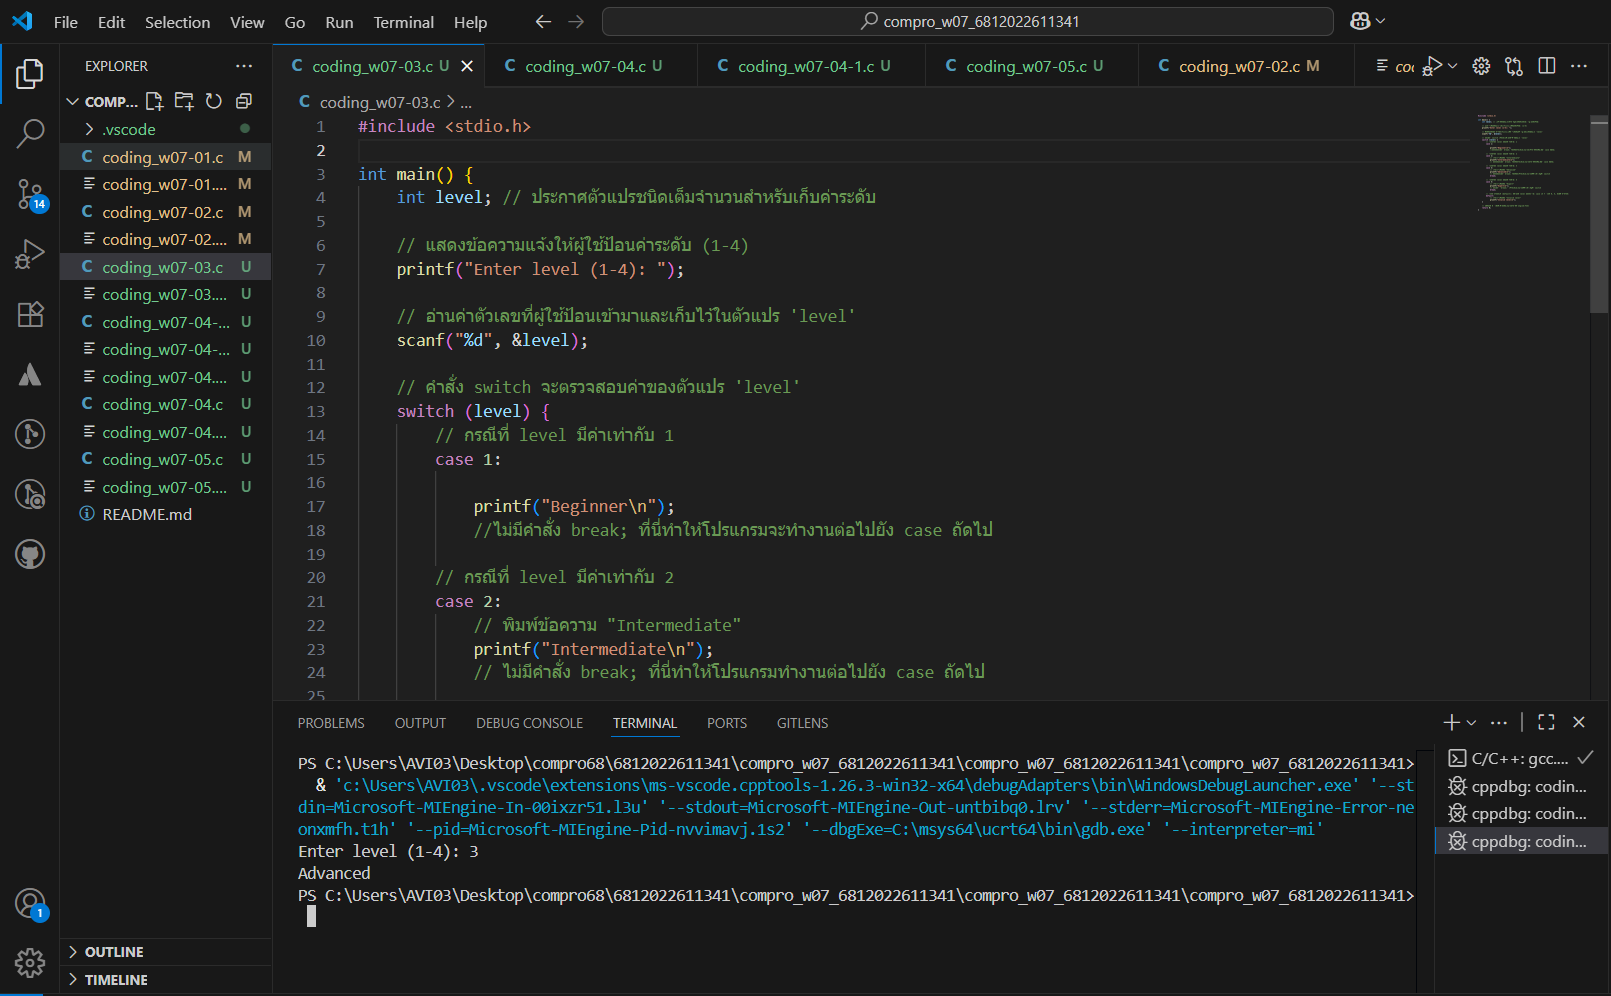 File Edit Selection View Go Run Terminal Help
compro_w07_6812022611341
EXPLORER
COMP...
.vscode
coding_w07-01.c M
coding_w07-01.... M
coding_w07-02.c M
coding_w07-02.... M
coding_w07-03.c U
coding_w07-03.... U
coding_w07-04-... U
coding_w07-04-... U
coding_w07-04.... U
coding_w07-04.c U
coding_w07-04.... U
coding_w07-05.c U
coding_w07-05.... U
README.md
OUTLINE
TIMELINE
14
1
coding_w07-03.c U
coding_w07-04.c U
coding_w07-04-1.c U
coding_w07-05.c U
coding_w07-02.c M
coding_w07-03.c > ...
1 #include <stdio.h>
2
3 int main() {
4 int level; // ประกาศตัวแปรชนิดเต็มจำนวนสำหรับเก็บค่าระดับ
5
6 // แสดงข้อความแจ้งให้ผู้ใช้ป้อนค่าระดับ (1-4)
7 printf("Enter level (1-4): ");
8
9 // อ่านค่าตัวเลขที่ผู้ใช้ป้อนเข้ามาและเก็บไว้ในตัวแปร 'level'
10 scanf("%d", &level);
11
12 // คำสั่ง switch จะตรวจสอบค่าของตัวแปร 'level'
13 switch (level) {
14 // กรณีที่ level มีค่าเท่ากับ 1
15 case 1:
16
17 printf("Beginner\n");
18 //ไม่มีคำสั่ง break; ที่นี่ทำให้โปรแกรมจะทำงานต่อไปยัง case ถัดไป
19
20 // กรณีที่ level มีค่าเท่ากับ 2
21 case 2:
22 // พิมพ์ข้อความ "Intermediate"
23 printf("Intermediate\n");
24 // ไม่มีคำสั่ง break; ที่นี่ทำให้โปรแกรมทำงานต่อไปยัง case ถัดไป
25
PROBLEMS OUTPUT DEBUG CONSOLE TERMINAL PORTS GITLENS
PS C:\Users\AVI03\Desktop\compro68\6812022611341\compro_w07_6812022611341\compro_w07_6812022611341>
& 'c:\Users\AVI03\.vscode\extensions\ms-vscode.cpptools-1.26.3-win32-x64\debugAdapters\bin\WindowsDebugLauncher.exe' '--st
din=Microsoft-MIEngine-In-00ixzr51.l3u' '--stdout=Microsoft-MIEngine-Out-untbibq0.lrv' '--stderr=Microsoft-MIEngine-Error-ne
onxmfh.t1h' '--pid=Microsoft-MIEngine-Pid-nvvimavj.1s2' '--dbgExe=C:\msys64\ucrt64\bin\gdb.exe' '--interpreter=mi'
Enter level (1-4): 3
Advanced
PS C:\Users\AVI03\Desktop\compro68\6812022611341\compro_w07_6812022611341\compro_w07_6812022611341>
C/C++: gcc....
cppdbg: codin...
cppdbg: codin...
cppdbg: codin...